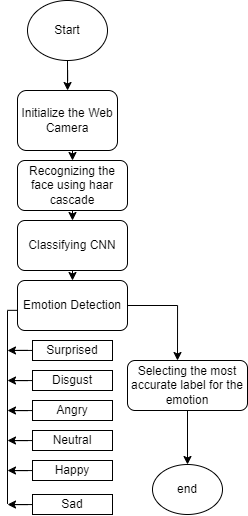 Start
Initialize the Web
Camera
Recognizing the
face using haar
cascade
Classifying CNN
Emotion Detection
Surprised
Disgust
Angry
Neutral
Happy
Sad
Selecting the most
accurate label for the
emotion
end